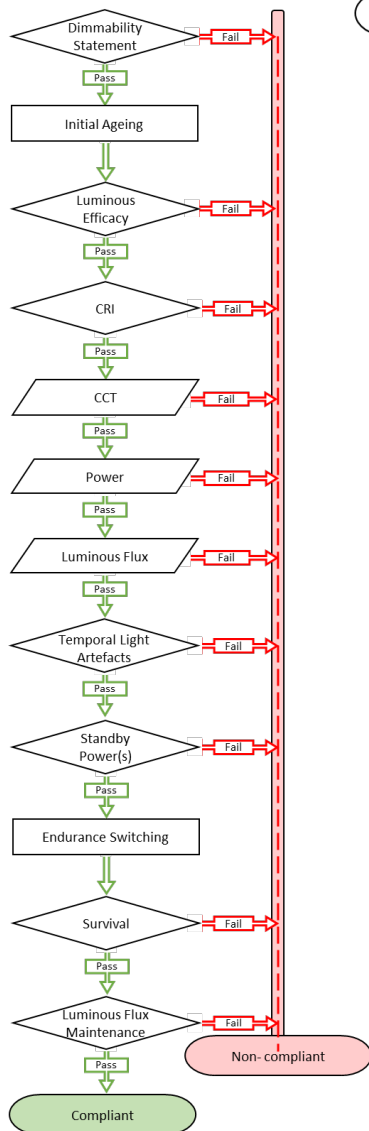 Dimmability
Statement
Fail
Pass
Initial Ageing
Luminous
Efficacy
Fail
Pass
CRI
Fail
Pass
CCT
Fail
Pass
Power
Fail
Pass
Luminous Flux
Fail
Pass
Temporal Light
Artefacts
Fail
Pass
Standby
Power(s)
Fail
Pass
Endurance Switching
Survival
Fail
Pass
Luminous Flux
Maintenance
Fail
Pass
Non- compliant
Compliant